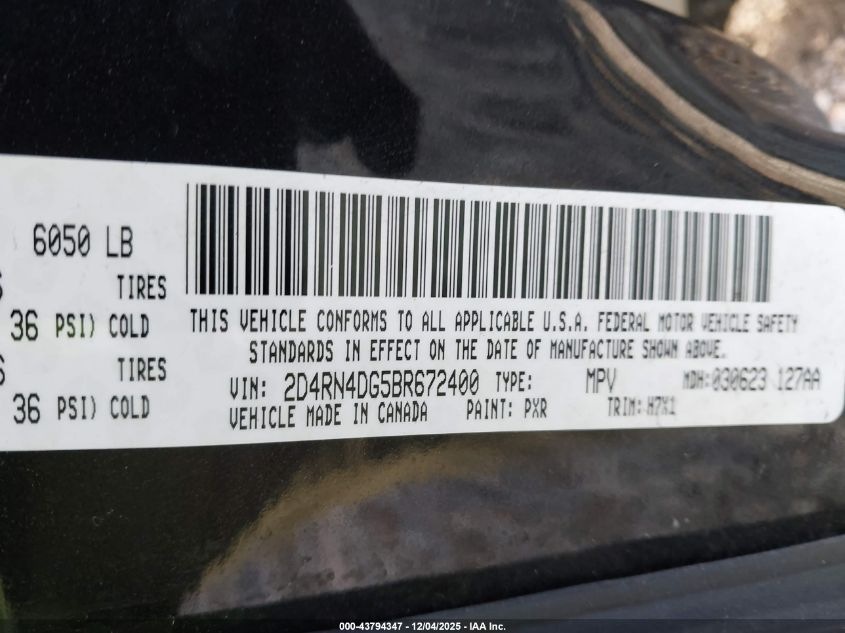 6050 LB
TIRES
36 PSI) COLD
TIRES
36 PSI) COLD
THIS VEHICLE CONFORMS TO ALL APPLICABLE U.S.A. FEDERAL MOTOR VEHICLE SAFETY
STANDARDS IN EFFECT ON THE DATE OF MANUFACTURE SHOWN ABOVE.
VIN: 2D4RN4DG5BR672400 TYPE: MPV MDH:030623 127AA
VEHICLE MADE IN CANADA PAINT: PXR TRIM: H7X1
000-43794347 | 12/04/2025 - IAA Inc.